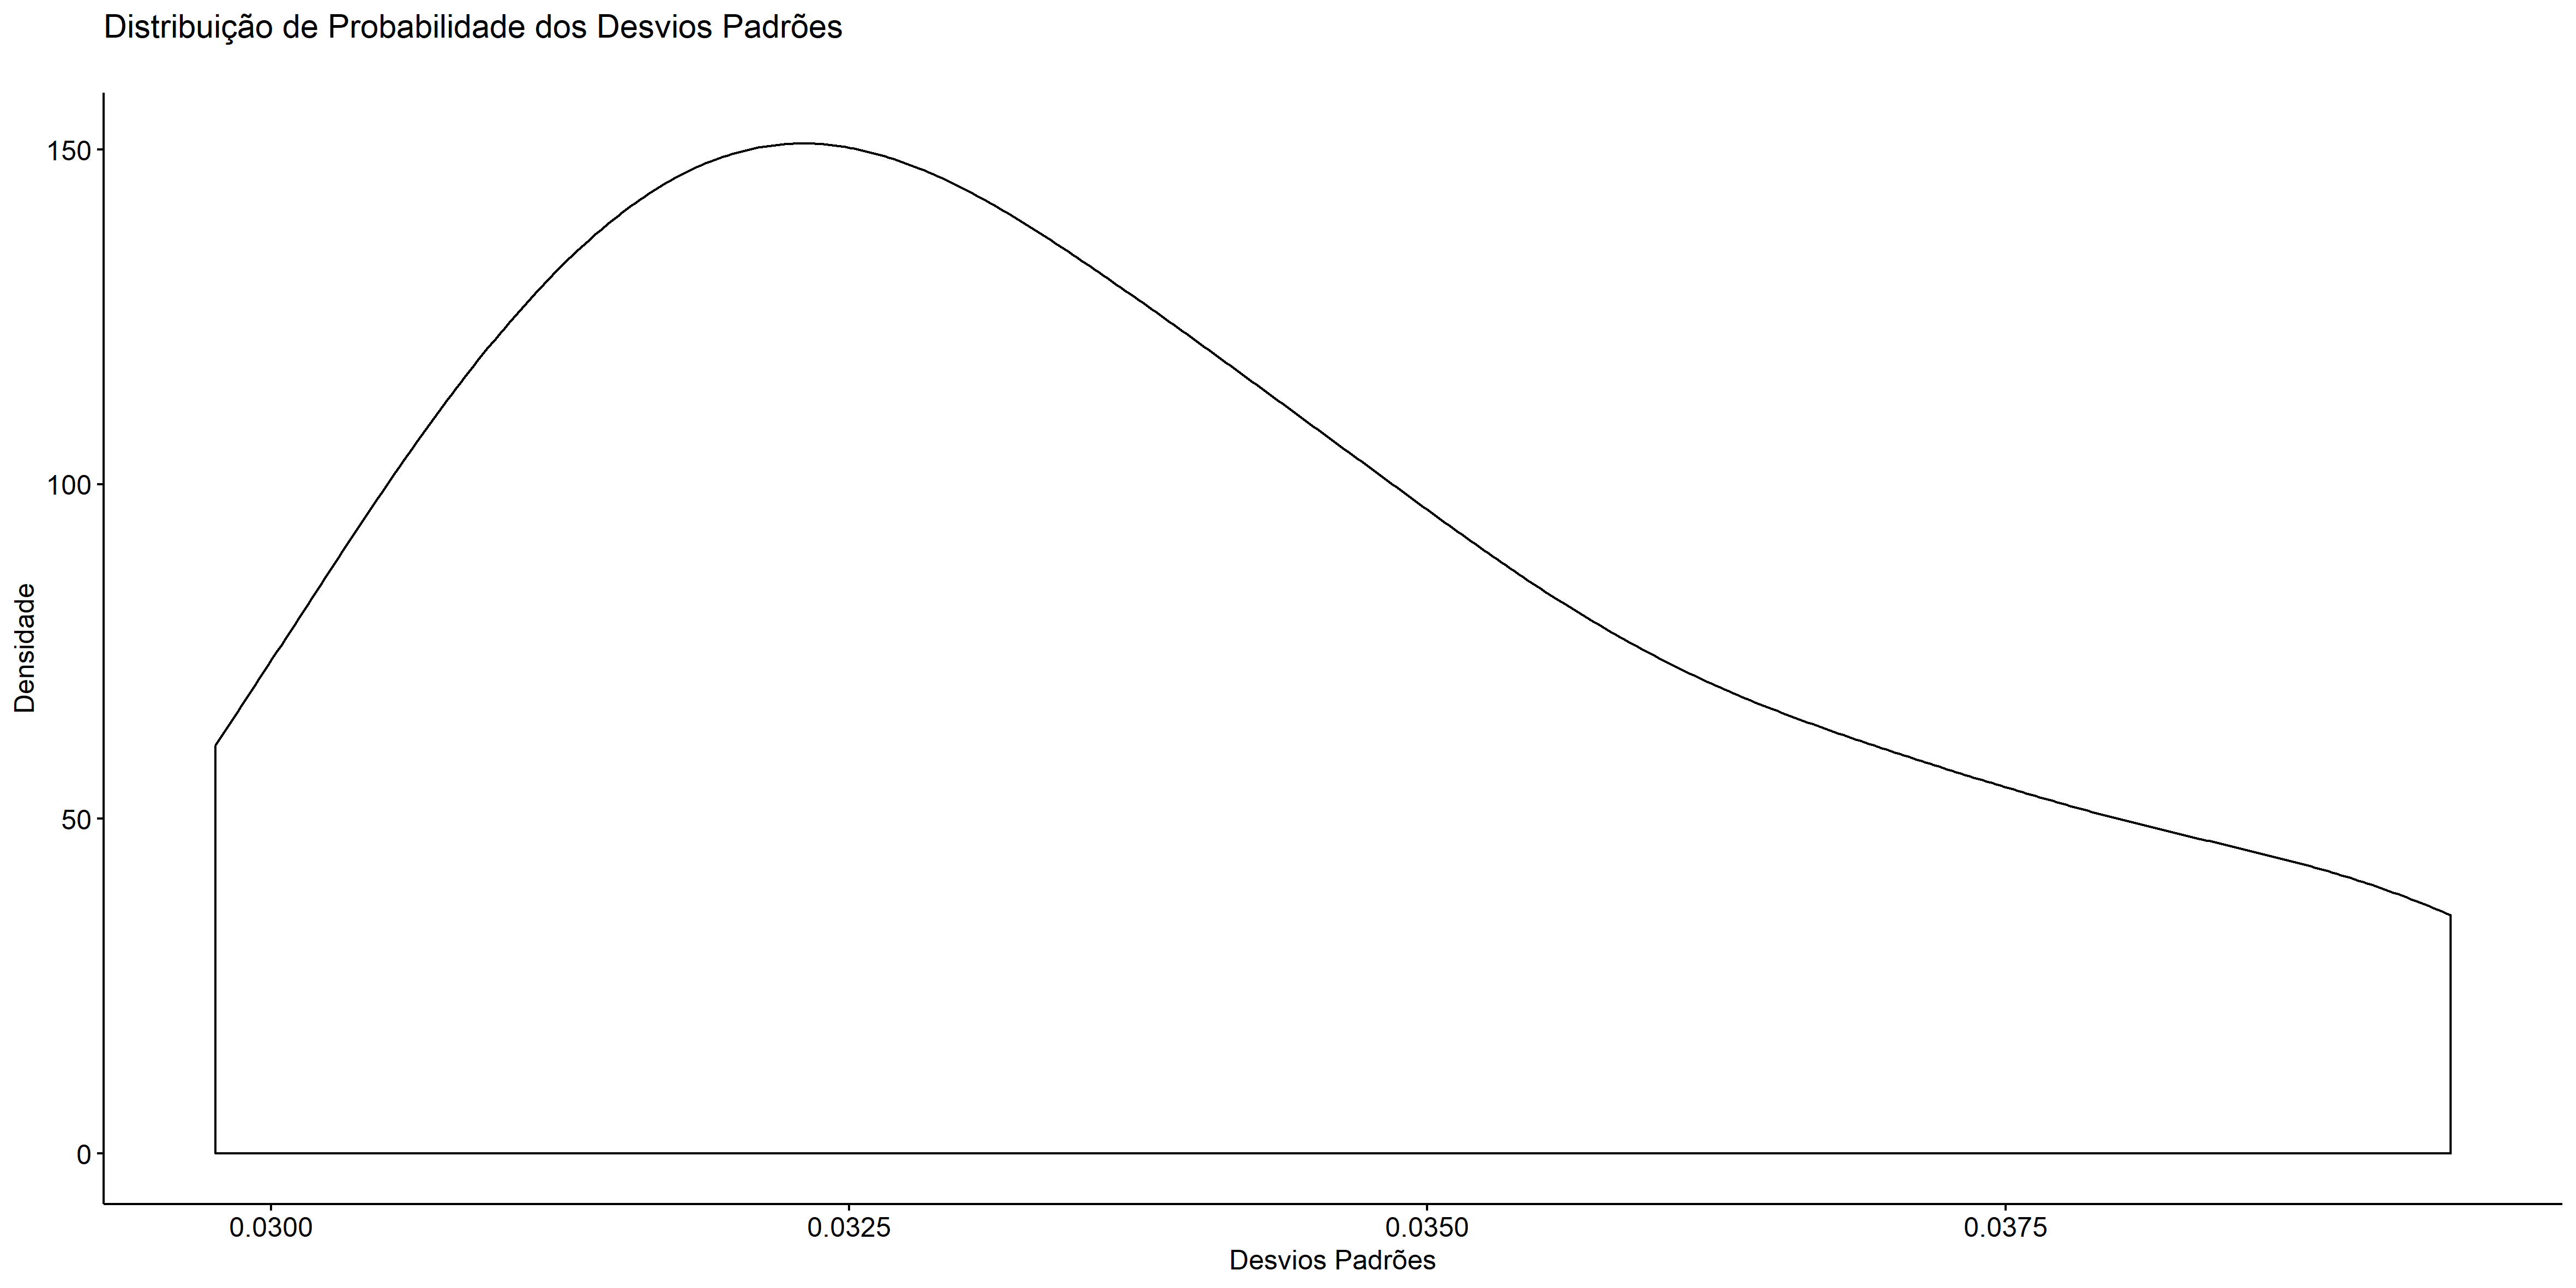 Distribuição de Probabilidade dos Desvios Padrões
150
100
50
0
Densidade
0.0300
0.0325
0.0350
0.0375
Desvios Padrões